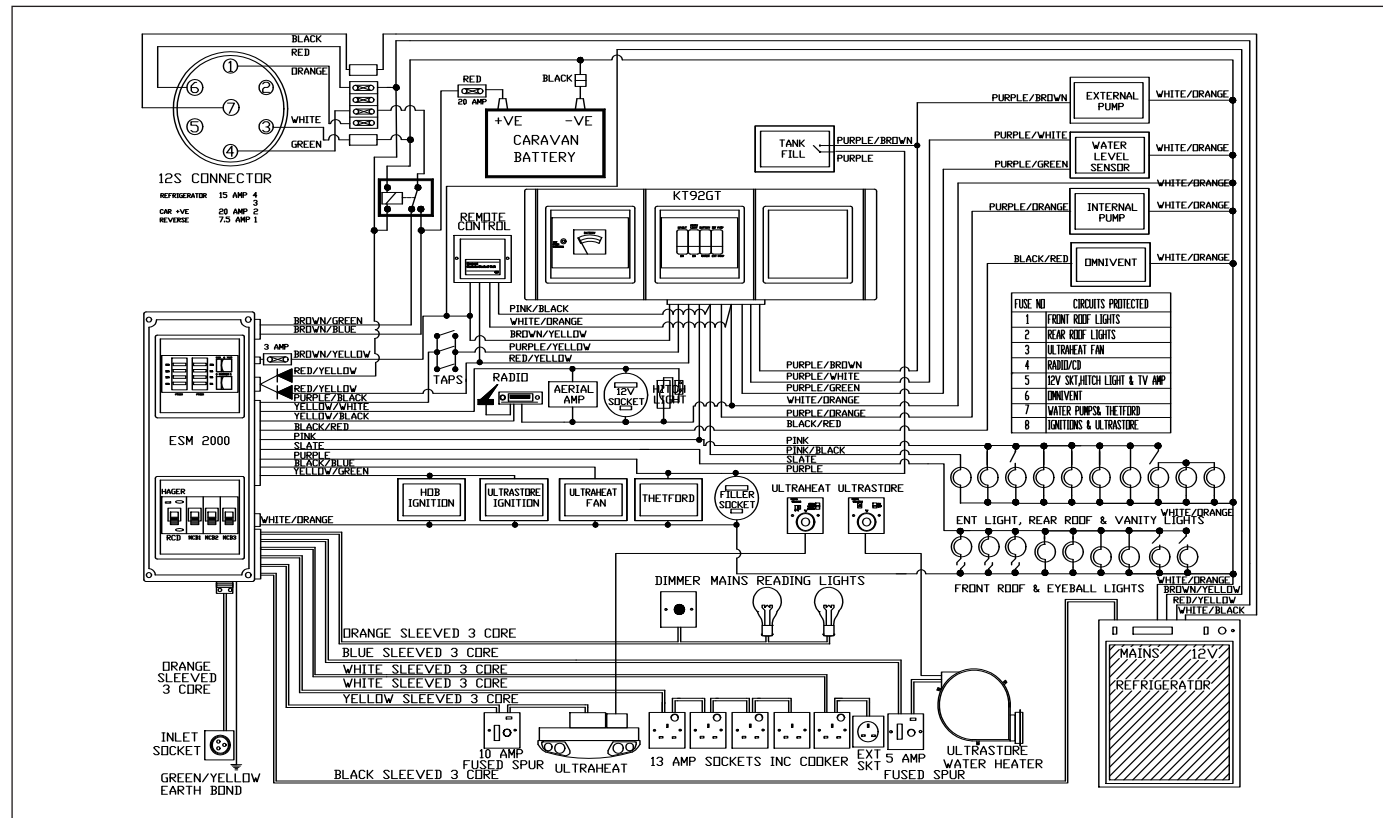 BLACK
RED
ORANGE
WHITE
GREEN
1
2
3
4
5
6
7
12S CONNECTOR
REFRIGERATOR 15 AMP 4
3
CAR +VE 20 AMP 2
REVERSE 7.5 AMP 1
RED
20 AMP
BLACK
+VE -VE
CARAVAN
BATTERY
TANK
FILL
PURPLE/BROWN
PURPLE
PURPLE/BROWN
EXTERNAL
PUMP
WHITE/ORANGE
PURPLE/WHITE
PURPLE/GREEN
WATER
LEVEL
SENSOR
WHITE/ORANGE
WHITE/ORANGE
PURPLE/ORANGE
INTERNAL
PUMP
WHITE/ORANGE
BLACK/RED
OMNIVENT
WHITE/ORANGE
KT92GT
REMOTE
CONTROL
FUSE NO CIRCUITS PROTECTED
1 FRONT ROOF LIGHTS
2 REAR ROOF LIGHTS
3 ULTRAHEAT FAN
4 RADIO/CD
5 12V SKT,HITCH LIGHT & TV AMP
6 OMNIVENT
7 WATER PUMPS& THETFORD
8 IGNITIONS & ULTRASTORE
PINK/BLACK
WHITE/ORANGE
BROWN/YELLOW
PURPLE/YELLOW
RED/YELLOW
BROWN/GREEN
BROWN/BLUE
3 AMP
BROWN/YELLOW
RED/YELLOW
RED/YELLOW
PURPLE/BLACK
YELLOW/WHITE
YELLOW/BLACK
BLACK/RED
PINK
SLATE
PURPLE
BLACK/BLUE
YELLOW/GREEN
WHITE/ORANGE
TAPS
RADIO
AERIAL
AMP
12V
SOCKET
HITCH
LIGHT
PURPLE/BROWN
PURPLE/WHITE
PURPLE/GREEN
WHITE/ORANGE
PURPLE/ORANGE
BLACK/RED
PINK
PINK/BLACK
SLATE
PURPLE
ESM 2000
HAGER
RCD MCB1 MCB2 MCB3
HOB
IGNITION
ULTRASTORE
IGNITION
ULTRAHEAT
FAN
THETFORD
FILLER
SOCKET
ULTRAHEAT ULTRASTORE
WHITE/ORANGE
ENT LIGHT, REAR ROOF & VANITY LIGHTS
FRONT ROOF & EYEBALL LIGHTS
WHITE/ORANGE
BROWN/YELLOW
RED/YELLOW
WHITE/BLACK
DIMMER MAINS READING LIGHTS
ORANGE SLEEVED 3 CORE
BLUE SLEEVED 3 CORE
WHITE SLEEVED 3 CORE
WHITE SLEEVED 3 CORE
YELLOW SLEEVED 3 CORE
BLACK SLEEVED 3 CORE
ORANGE
SLEEVED
3 CORE
INLET
SOCKET
GREEN/YELLOW
EARTH BOND
10 AMP
FUSED SPUR
ULTRAHEAT
13 AMP SOCKETS INC COOKER
EXT
SKT
5 AMP
FUSED SPUR
ULTRASTORE
WATER HEATER
MAINS 12V
REFRIGERATOR